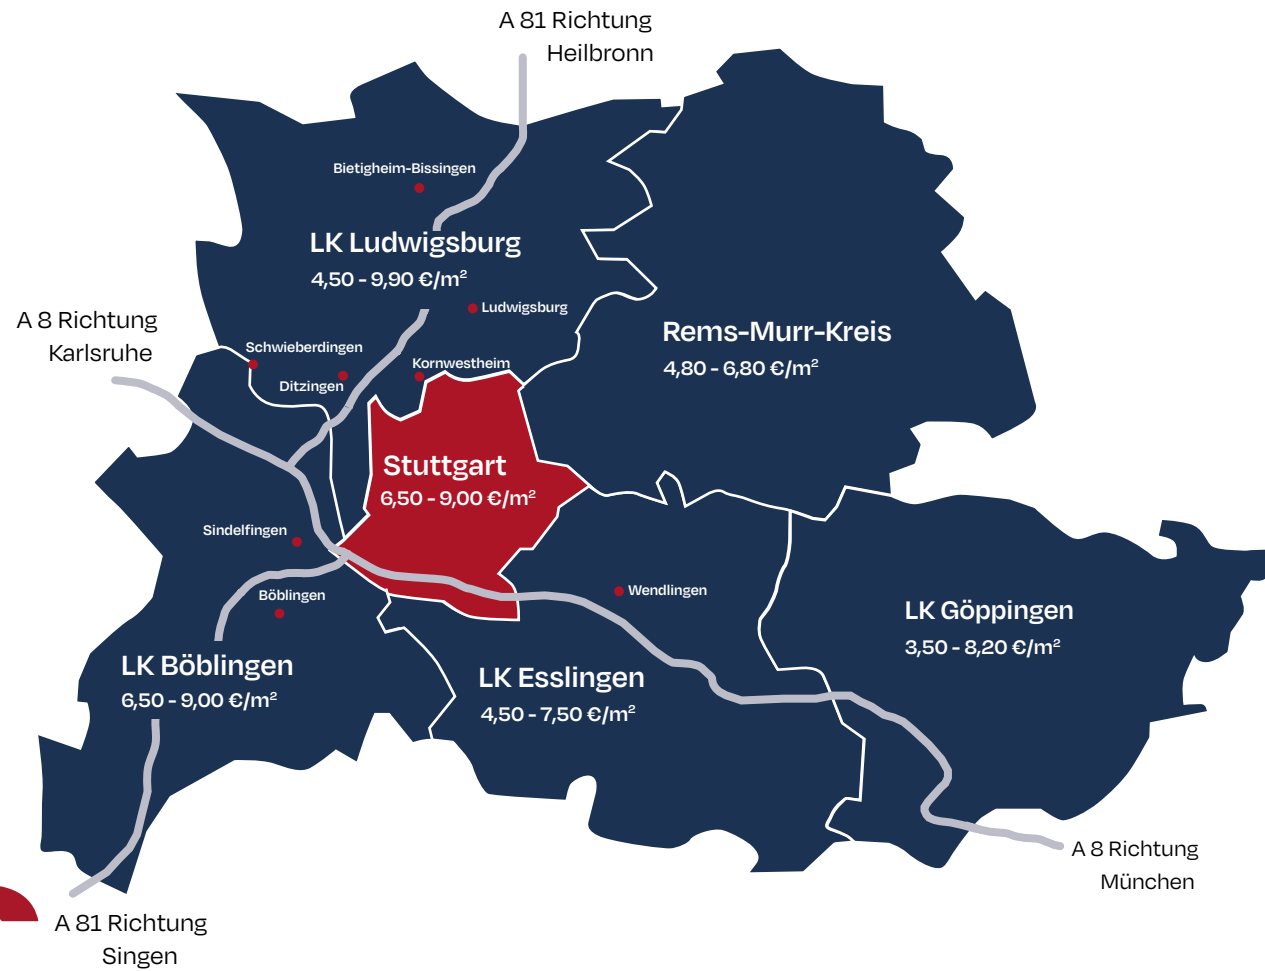 A 81 Richtung
Heilbronn
Bietigheim-Bissingen
LK Ludwigsburg
4,50 - 9,90 €/m²
Ludwigsburg
A 8 Richtung
Karlsruhe
Schwieberdingen
Ditzingen
Kornwestheim
Rems-Murr-Kreis
4,80 - 6,80 €/m²
Stuttgart
6,50 - 9,00 €/m²
Sindelfingen
Böblingen
Wendlingen
LK Göppingen
3,50 - 8,20 €/m²
LK Böblingen
6,50 - 9,00 €/m²
LK Esslingen
4,50 - 7,50 €/m²
A 8 Richtung
München
A 81 Richtung
Singen